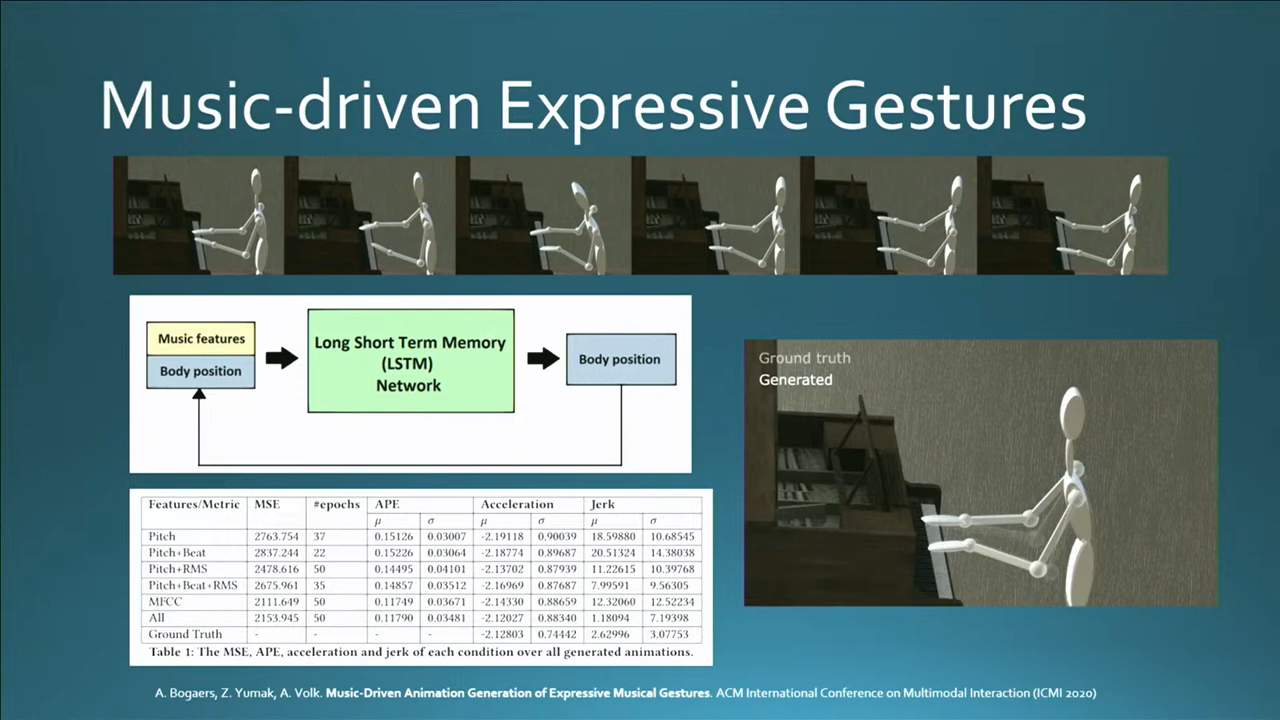 Music-driven Expressive Gestures
Music features
Body position
Long Short Term Memory
(LSTM)
Network
Body position
Ground truth
Generated
Features/Metric MSE #epochs APE Acceleration Jerk
μ σ μ σ μ σ
Pitch 2763.754 37 0.15126 0.03007 -2.19118 0.90039 18.59880 10.68545
Pitch+Beat 2837.244 22 0.15226 0.03064 -2.18774 0.89687 20.51324 14.38038
Pitch+RMS 2478.616 50 0.14495 0.04101 -2.13702 0.87939 11.22615 10.39768
Pitch+Beat+RMS 2675.961 35 0.14857 0.03512 -2.16969 0.87687 7.99591 9.56305
MFCC 2111.649 50 0.11749 0.03671 -2.14330 0.88659 12.32060 12.52234
All 2153.945 50 0.11790 0.03481 -2.12027 0.88340 1.18094 7.19398
Ground Truth - - - - -2.12803 0.74442 2.62996 3.07753
Table 1: The MSE, APE, acceleration and jerk of each condition over all generated animations.
A. Bogaers, Z. Yumak, A. Volk. Music-Driven Animation Generation of Expressive Musical Gestures. ACM International Conference on Multimodal Interaction (ICMI 2020)